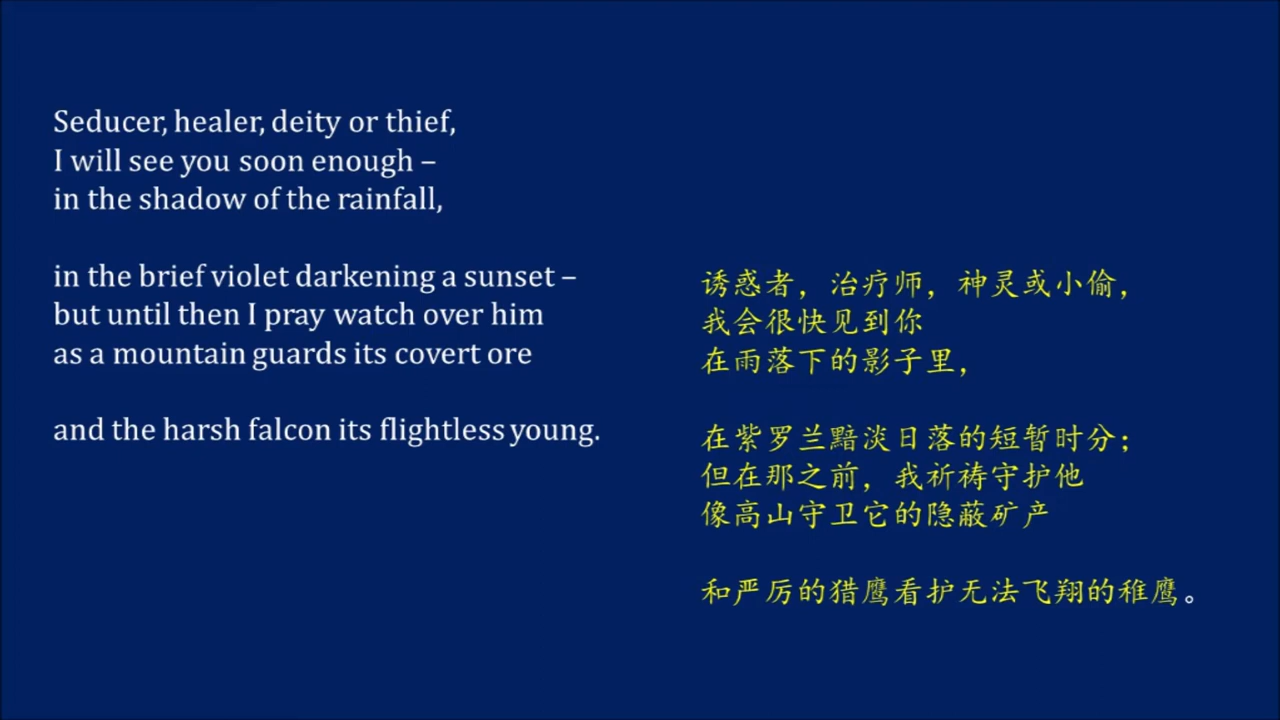 Seducer, healer, deity or thief,
I will see you soon enough –
in the shadow of the rainfall,
in the brief violet darkening a sunset –
but until then I pray watch over him
as a mountain guards its covert ore
and the harsh falcon its flightless young.
诱惑者，治疗师，神灵或小偷，
我会很快见到你
在雨落下的影子里，
在紫罗兰黯淡日落的短暂时分；
但在那之前，我祈祷守护他
像高山守卫它的隐蔽矿产
和严厉的猎鹰看护无法飞翔的稚鹰。